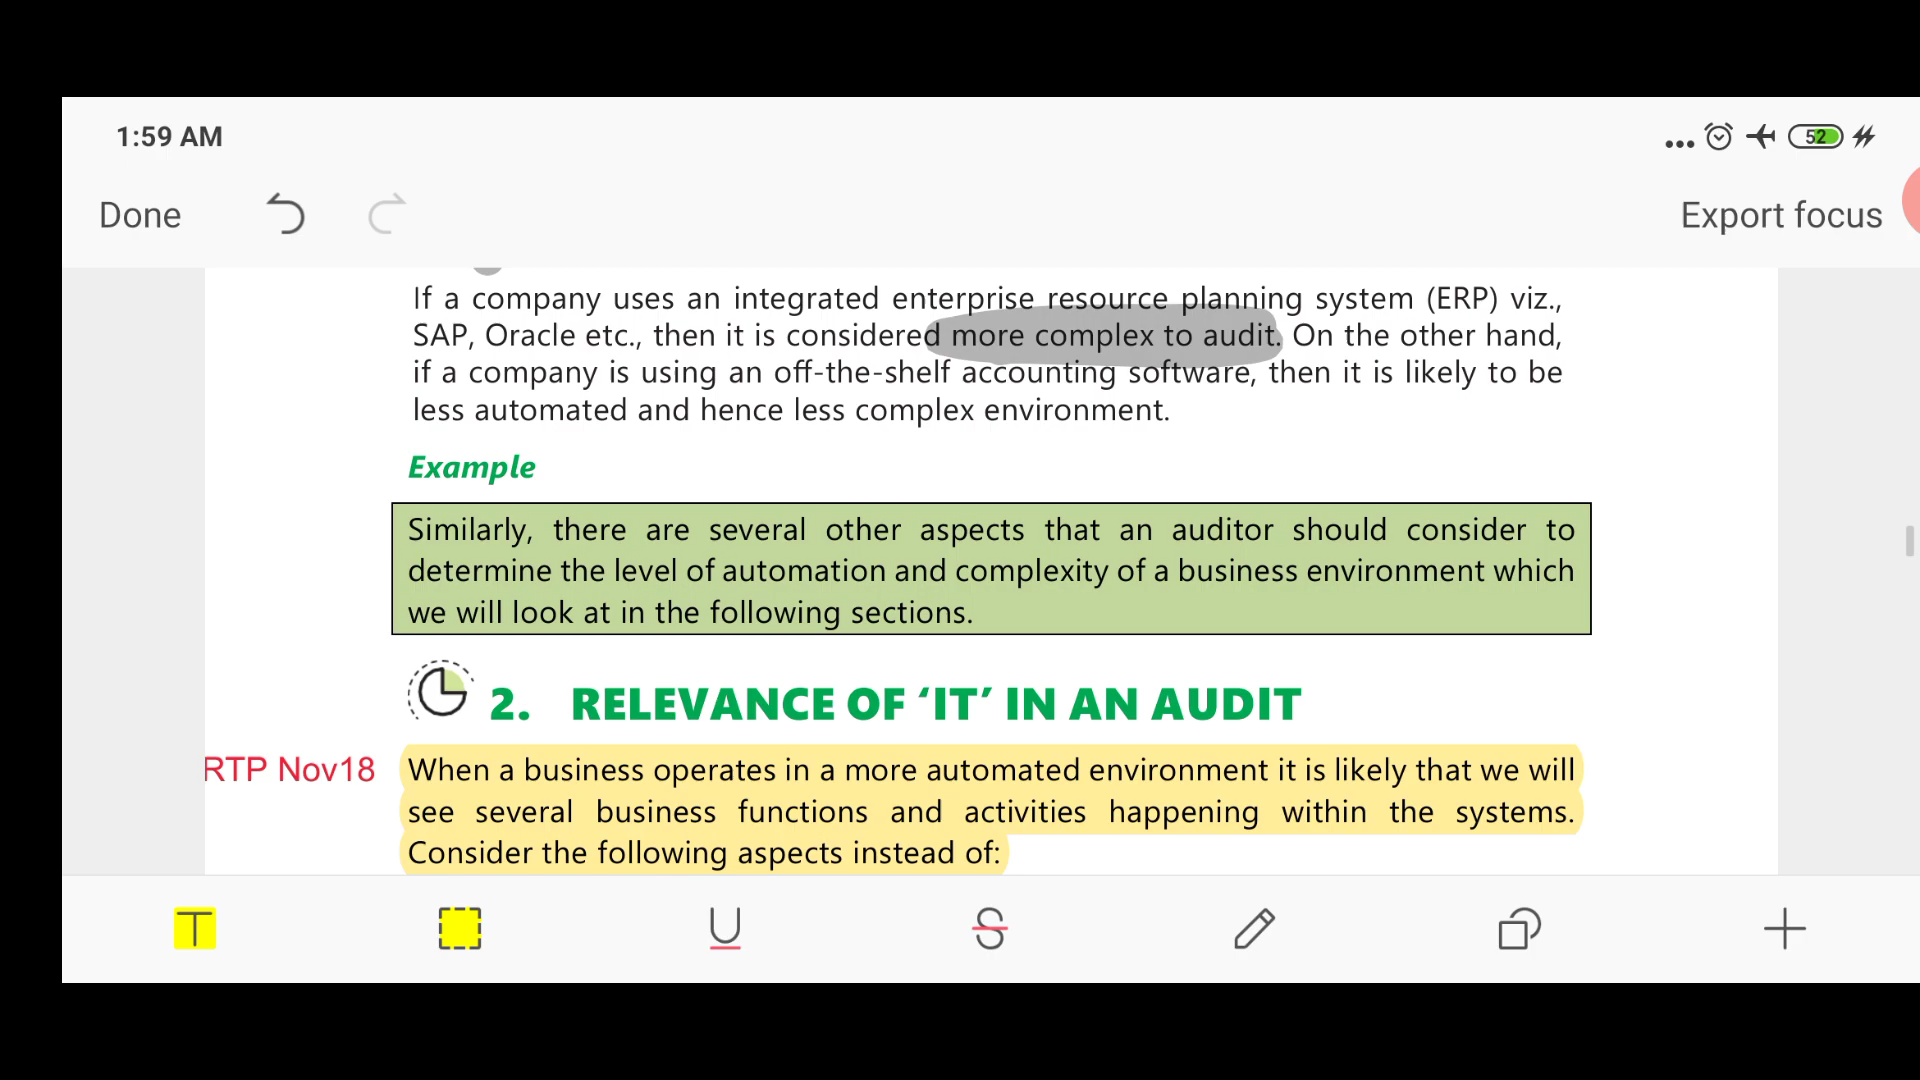 1:59 AM
52
Done
Export focus
If a company uses an integrated enterprise resource planning system (ERP) viz.,
SAP, Oracle etc., then it is considered more complex to audit. On the other hand,
if a company is using an off-the-shelf accounting software, then it is likely to be
less automated and hence less complex environment.
Example
Similarly, there are several other aspects that an auditor should consider to
determine the level of automation and complexity of a business environment which
we will look at in the following sections.
2. RELEVANCE OF ‘IT’ IN AN AUDIT
RTP Nov18
When a business operates in a more automated environment it is likely that we will
see several business functions and activities happening within the systems.
Consider the following aspects instead of:
T
U
S